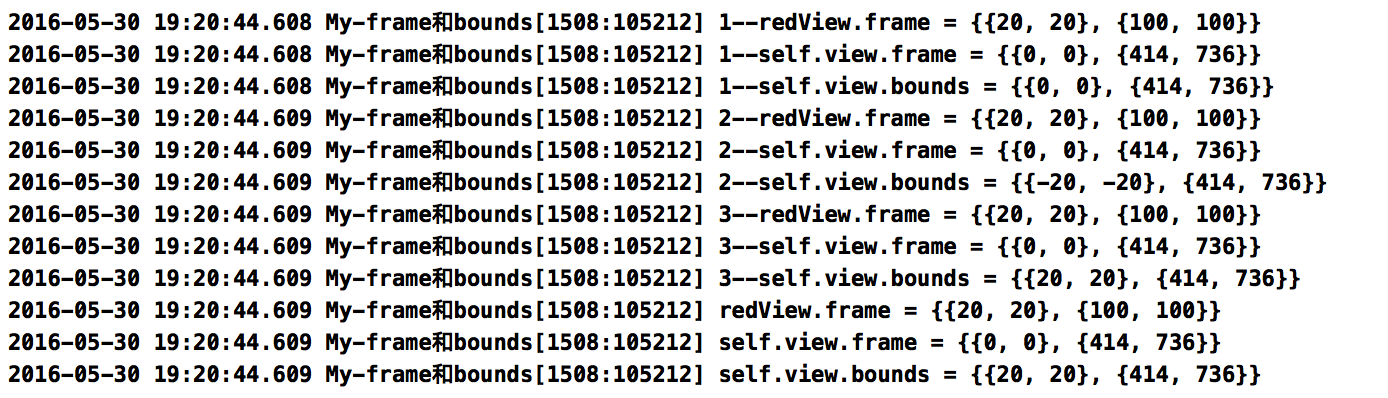 2016-05-30 19:20:44.608 My-frame和bounds[1508:105212] 1--redView.frame = {{20, 20}, {100, 100}}
2016-05-30 19:20:44.608 My-frame和bounds[1508:105212] 1--self.view.frame = {{0, 0}, {414, 736}}
2016-05-30 19:20:44.608 My-frame和bounds[1508:105212] 1--self.view.bounds = {{0, 0}, {414, 736}}
2016-05-30 19:20:44.608 My-frame和bounds[1508:105212] 2--redView.frame = {{20, 20}, {100, 100}}
2016-05-30 19:20:44.609 My-frame和bounds[1508:105212] 2--self.view.frame = {{0, 0}, {414, 736}}
2016-05-30 19:20:44.609 My-frame和bounds[1508:105212] 2--self.view.bounds = {{-20, -20}, {414, 736}}
2016-05-30 19:20:44.609 My-frame和bounds[1508:105212] 3--redView.frame = {{20, 20}, {100, 100}}
2016-05-30 19:20:44.609 My-frame和bounds[1508:105212] 3--self.view.frame = {{0, 0}, {414, 736}}
2016-05-30 19:20:44.609 My-frame和bounds[1508:105212] 3--self.view.bounds = {{20, 20}, {414, 736}}
2016-05-30 19:20:44.609 My-frame和bounds[1508:105212] redView.frame = {{20, 20}, {100, 100}}
2016-05-30 19:20:44.609 My-frame和bounds[1508:105212] self.view.frame = {{0, 0}, {414, 736}}
2016-05-30 19:20:44.609 My-frame和bounds[1508:105212] self.view.bounds = {{20, 20}, {414, 736}}